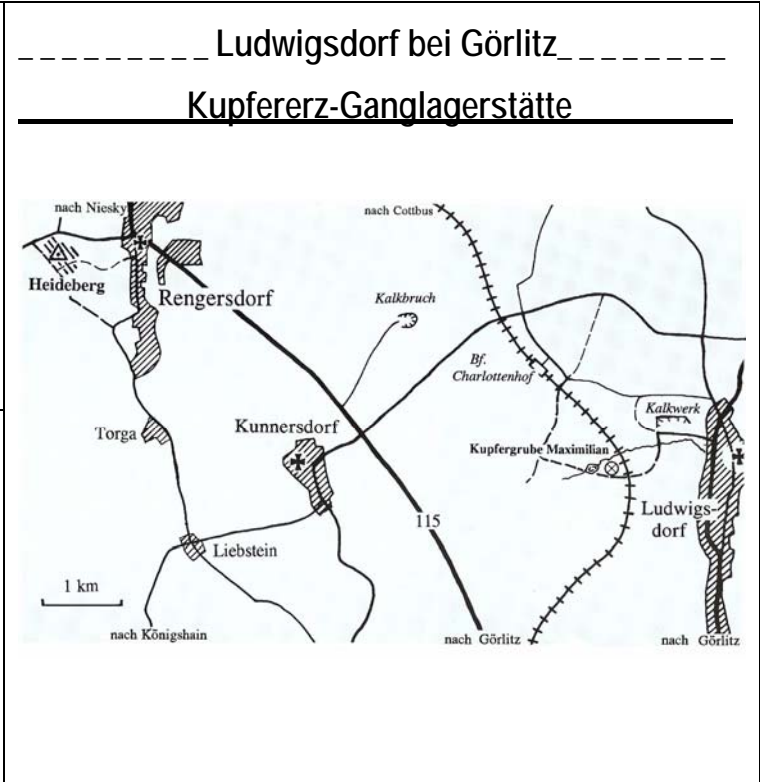 _ _ _ _ _ _ _ _ _ Ludwigsdorf bei Görlitz_ _ _ _ _ _ _ _
Kupfererz-Ganglagerstätte
nach Niesky
nach Cottbus
Heideberg
Rengersdorf
Kalkbruch
Bf.
Charlottenhof
Torga
Kunnersdorf
Kalkwerk
Kupfergrube Maximilian
Ludwigs-
dorf
115
Liebstein
1 km
nach Königshain
nach Görlitz
nach Görlitz